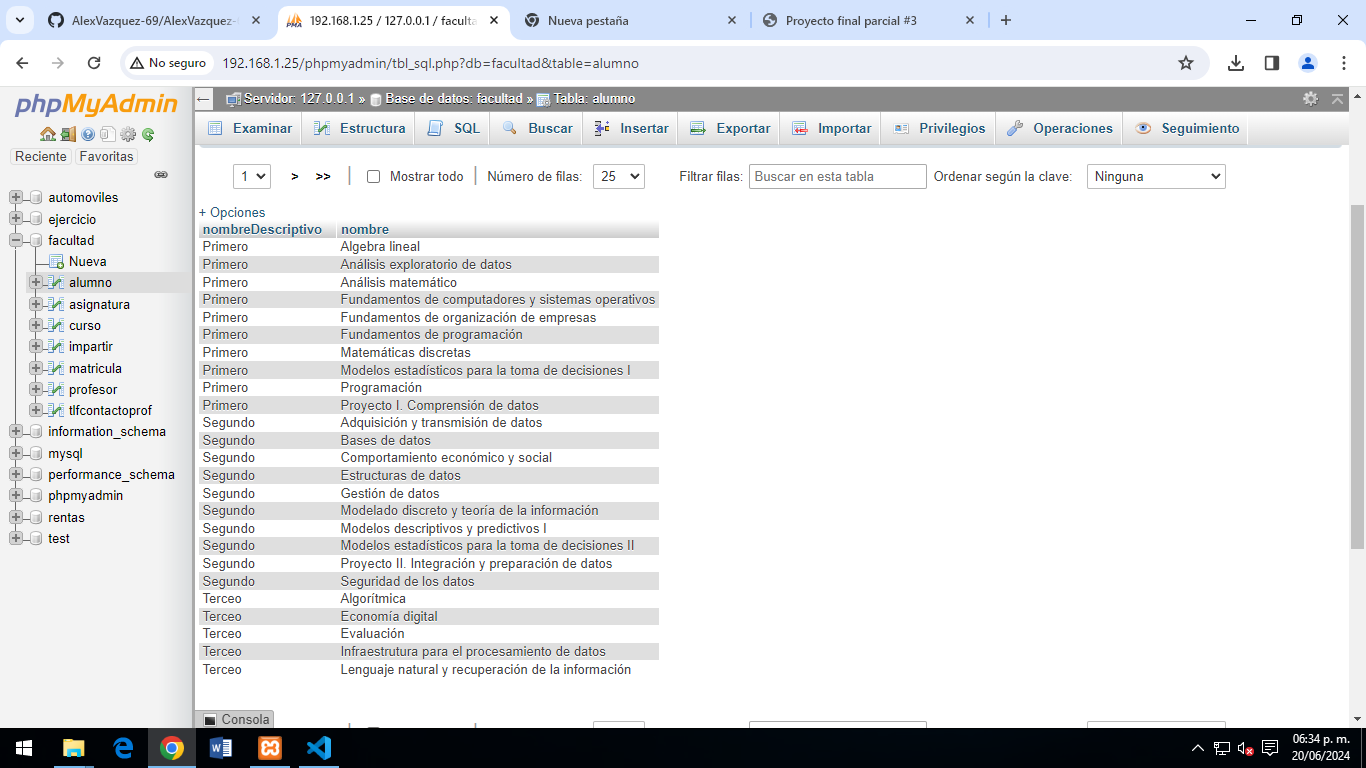 AlexVazquez-69/AlexVazquez-
192.168.1.25 / 127.0.0.1 / faculta
Nueva pestaña
Proyecto final parcial #3
No seguro
192.168.1.25/phpmyadmin/tbl_sql.php?db=facultad&table=alumno
phpMyAdmin
Reciente
Favoritas
automoviles
ejercicio
facultad
Nueva
alumno
asignatura
curso
impartir
matricula
profesor
tlfcontactoprof
information_schema
mysql
performance_schema
phpmyadmin
rentas
test
Servidor: 127.0.0.1 » Base de datos: facultad » Tabla: alumno
Examinar Estructura SQL Buscar Insertar Exportar Importar Privilegios Operaciones Seguimiento
1 > >> Mostrar todo Número de filas: 25 Filtrar filas: Buscar en esta tabla Ordenar según la clave: Ninguna
+ Opciones
nombreDescriptivo nombre
Primero Algebra lineal
Primero Análisis exploratorio de datos
Primero Análisis matemático
Primero Fundamentos de computadores y sistemas operativos
Primero Fundamentos de organización de empresas
Primero Fundamentos de programación
Primero Matemáticas discretas
Primero Modelos estadísticos para la toma de decisiones I
Primero Programación
Primero Proyecto I. Comprensión de datos
Segundo Adquisición y transmisión de datos
Segundo Bases de datos
Segundo Comportamiento económico y social
Segundo Estructuras de datos
Segundo Gestión de datos
Segundo Modelado discreto y teoría de la información
Segundo Modelos descriptivos y predictivos I
Segundo Modelos estadísticos para la toma de decisiones II
Segundo Proyecto II. Integración y preparación de datos
Segundo Seguridad de los datos
Terceo Algorítmica
Terceo Economía digital
Terceo Evaluación
Terceo Infraestrutura para el procesamiento de datos
Terceo Lenguaje natural y recuperación de la información
Consola
06:34 p. m.
20/06/2024